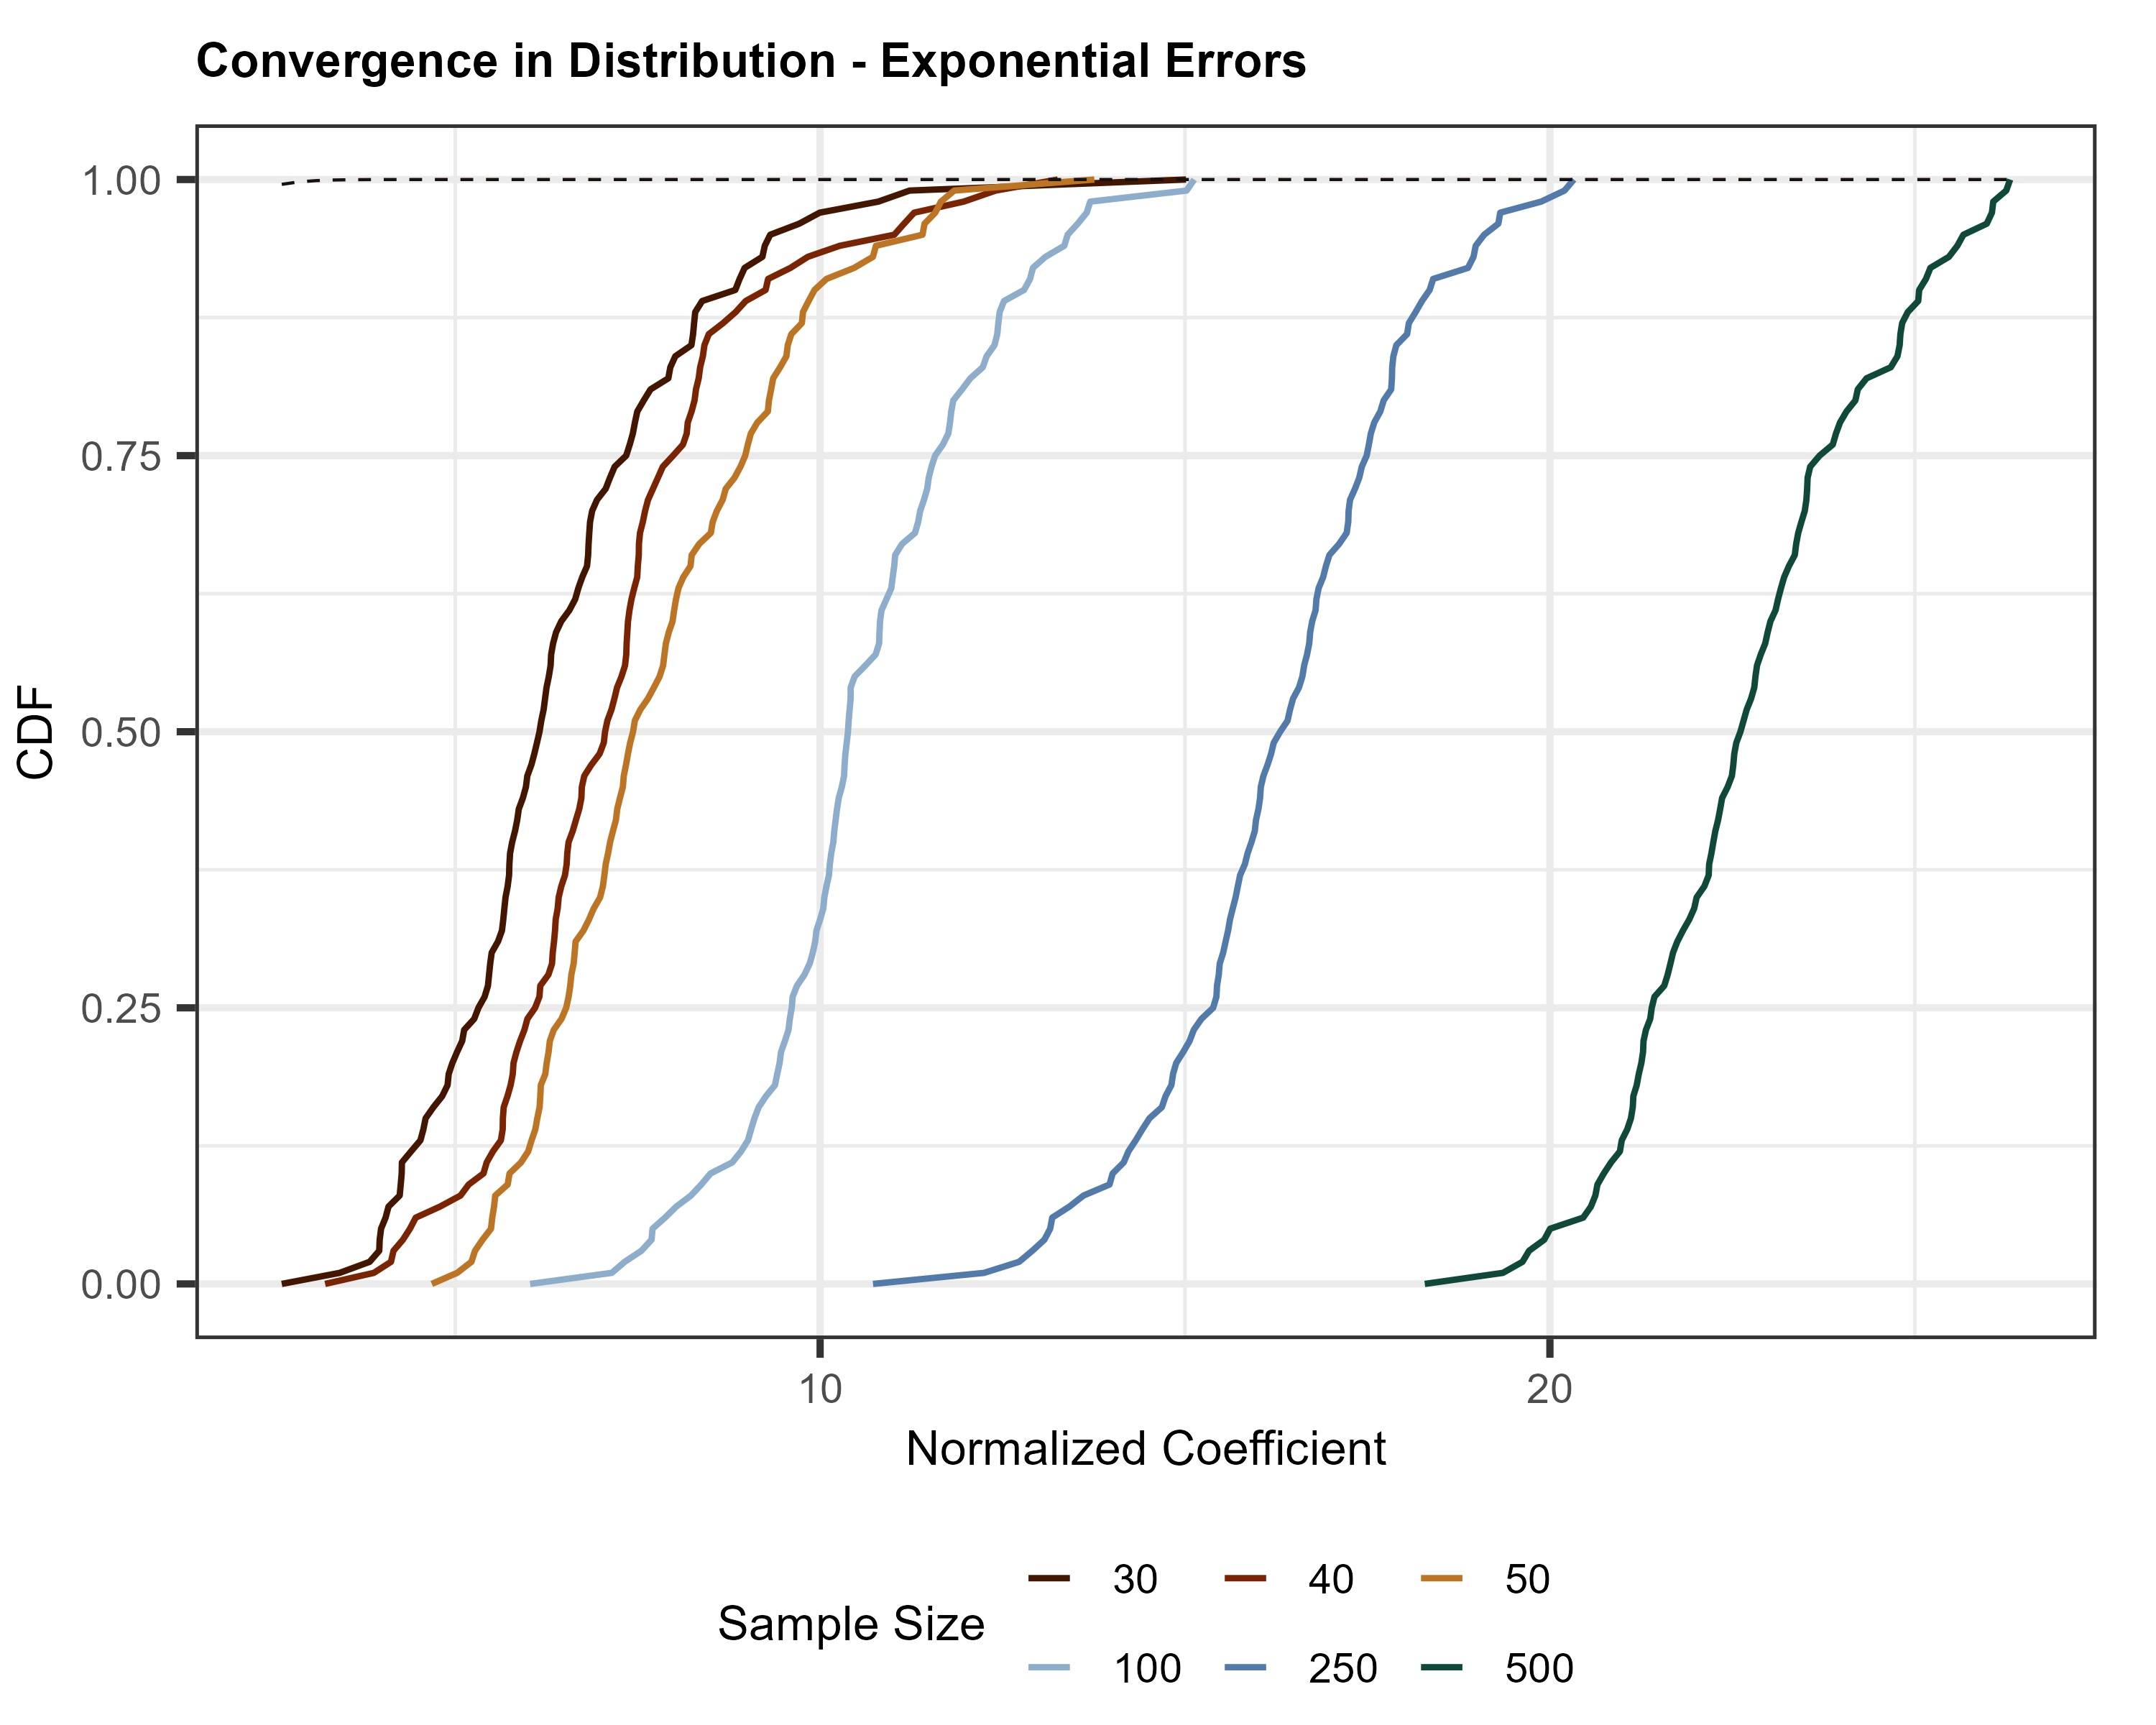 Convergence in Distribution - Exponential Errors
CDF
1.00
0.75
0.50
0.25
0.00
10 20
Normalized Coefficient
Sample Size
30 40 50
100 250 500